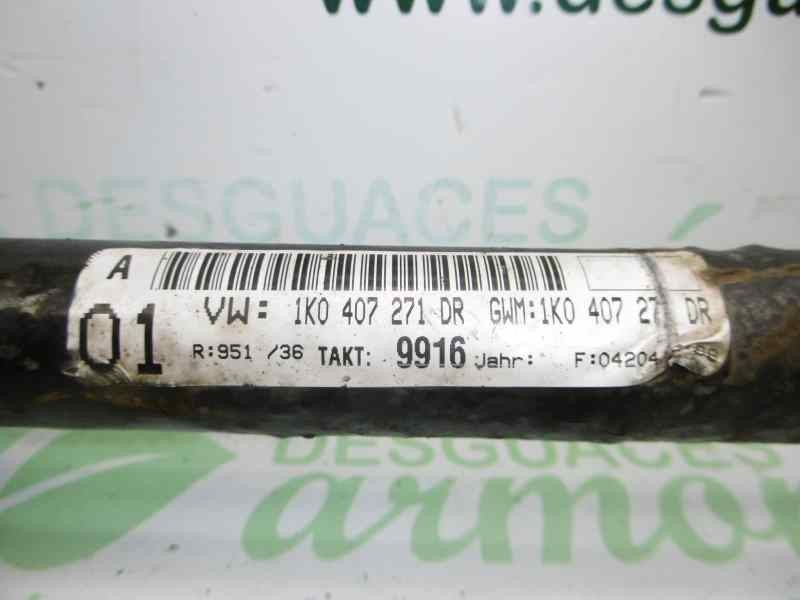 www.desgua
DESGUACES
A
01 VW: 1K0 407 271 DR GWM:1K0 407 27 DR
R:951 /36 TAKT: 9916 Jahr: F:04204
DESGUACES
armo